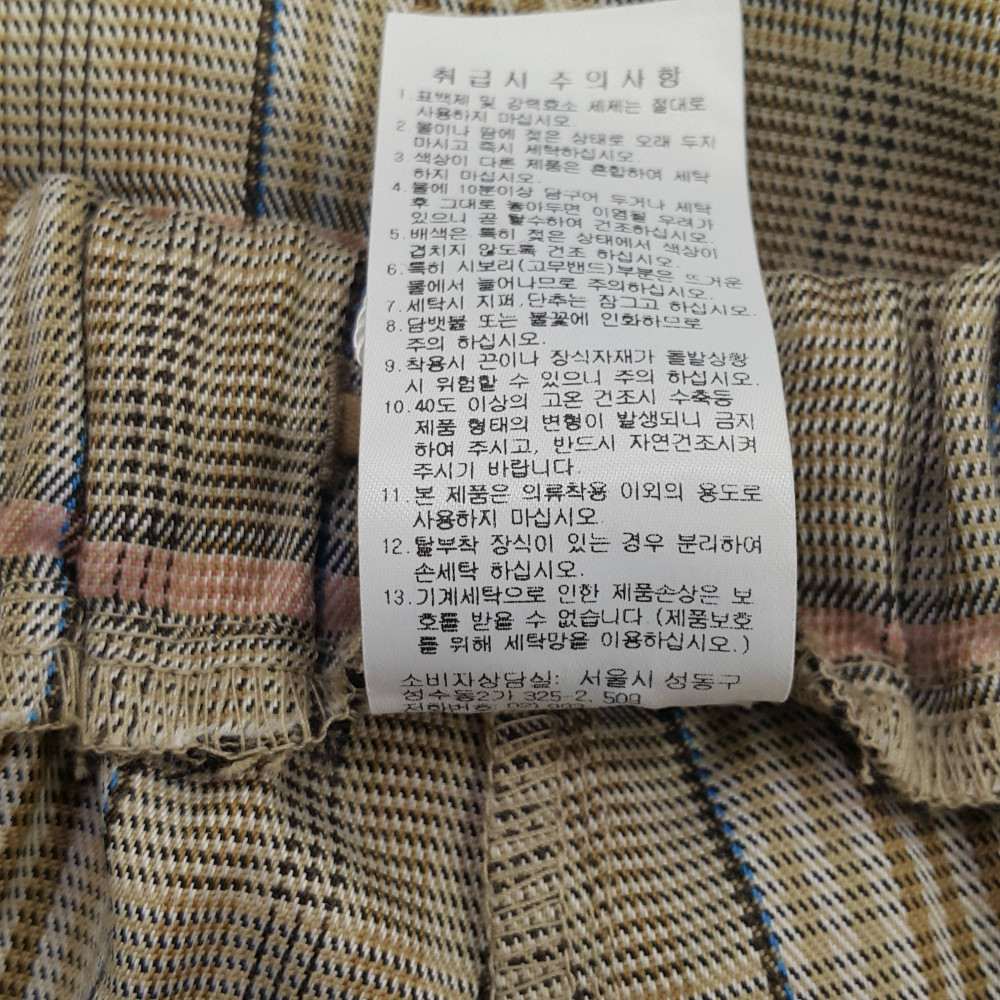 취급시 주의사항
1.표백제 및 강력효소 세제는 절대로
사용하지 마십시오.
2.물이나 땀에 젖은 상태로 오래 두지
마시고 즉시 세탁하십시오.
3.색상이 다른 제품은 혼합하여 세탁
하지 마십시오.
4.물에 10분이상 담구어 두거나 세탁
후 그대로 놓아두면 이염될 우려가
있으니 곧 탈수하여 건조하십시오.
5.배색은 특히 젖은 상태에서 색상이
겹치지 않도록 건조 하십시오.
6.특히 시보리(고무밴드)부분은 뜨거운
물에서 늘어나므로 주의하십시오.
7.세탁시 지퍼,단추는 잠그고 하십시오.
8.담뱃불 또는 불꽃에 인화하므로
주의 하십시오.
9.착용시 끈이나 장식자재가 돌발상황
시 위험할 수 있으니 주의 하십시오.
10.40도 이상의 고온 건조시 수축등
제품 형태의 변형이 발생되니 금지
하여 주시고, 반드시 자연건조시켜
주시기 바랍니다.
11.본 제품은 의류착용 이외의 용도로
사용하지 마십시오.
12.탈부착 장식이 있는 경우 분리하여
손세탁 하십시오.
13.기계세탁으로 인한 제품손상은 보
호를 받을 수 없습니다.(제품보호
를 위해 세탁망을 이용하십시오.)
소비자상담실: 서울시 성동구
성수동2가 325-2
전화번호: 02)